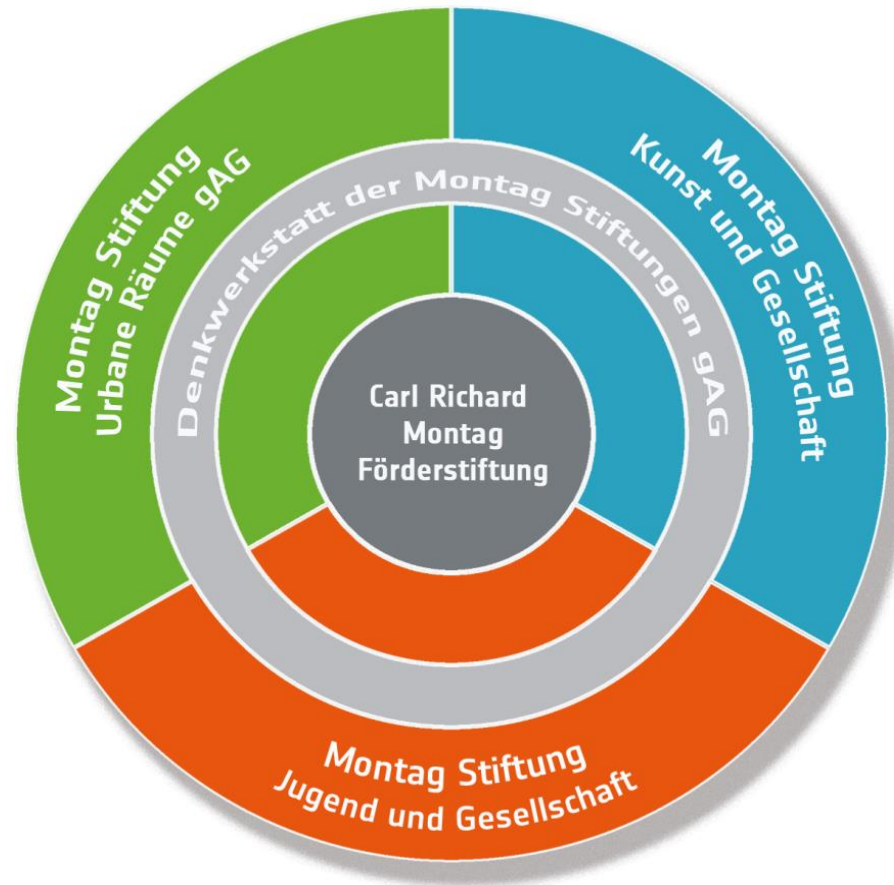 Montag Stiftung
Urbane Räume gAG
Montag Stiftung
Kunst und Gesellschaft
Denkwerkstatt der Montag Stiftungen gAG
Carl Richard
Montag
Förderstiftung
Montag Stiftung
Jugend und Gesellschaft